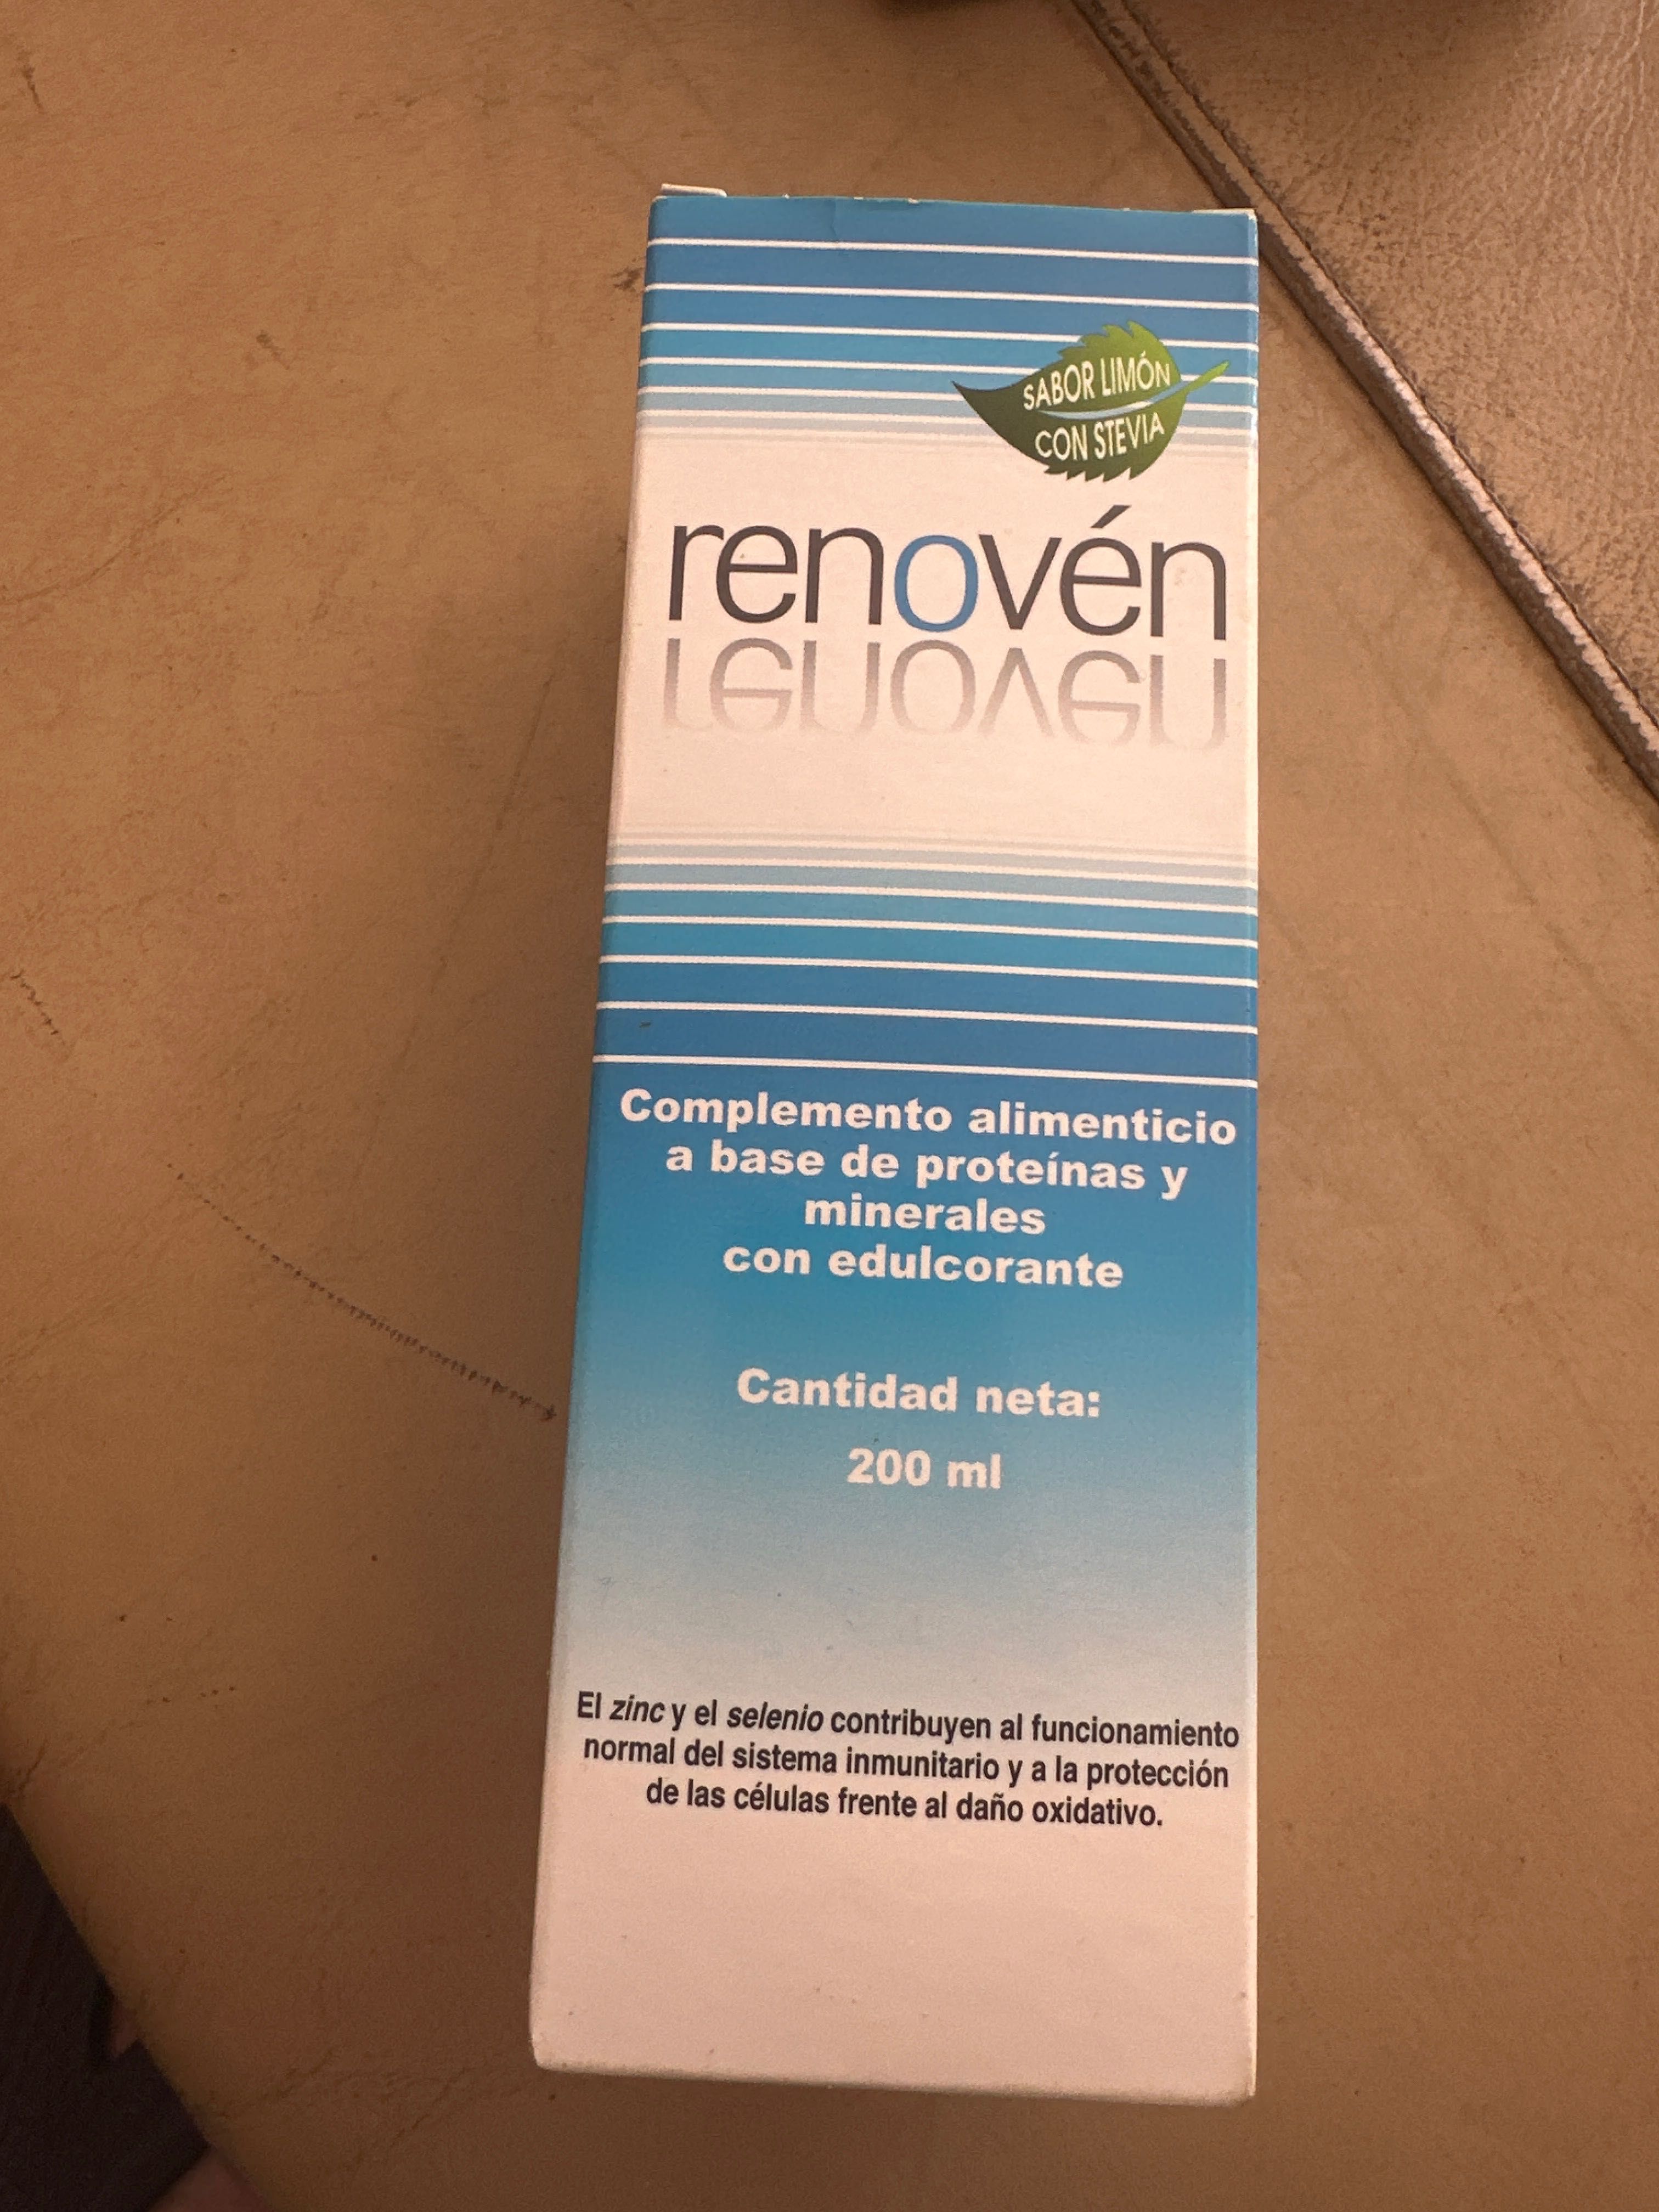 SABOR LIMÓN
CON STEVIA
renovén
renovén
Complemento alimenticio
a base de proteínas y
minerales
con edulcorante
Cantidad neta:
200 ml
El zinc y el selenio contribuyen al funcionamiento
normal del sistema inmunitario y a la protección
de las células frente al daño oxidativo.